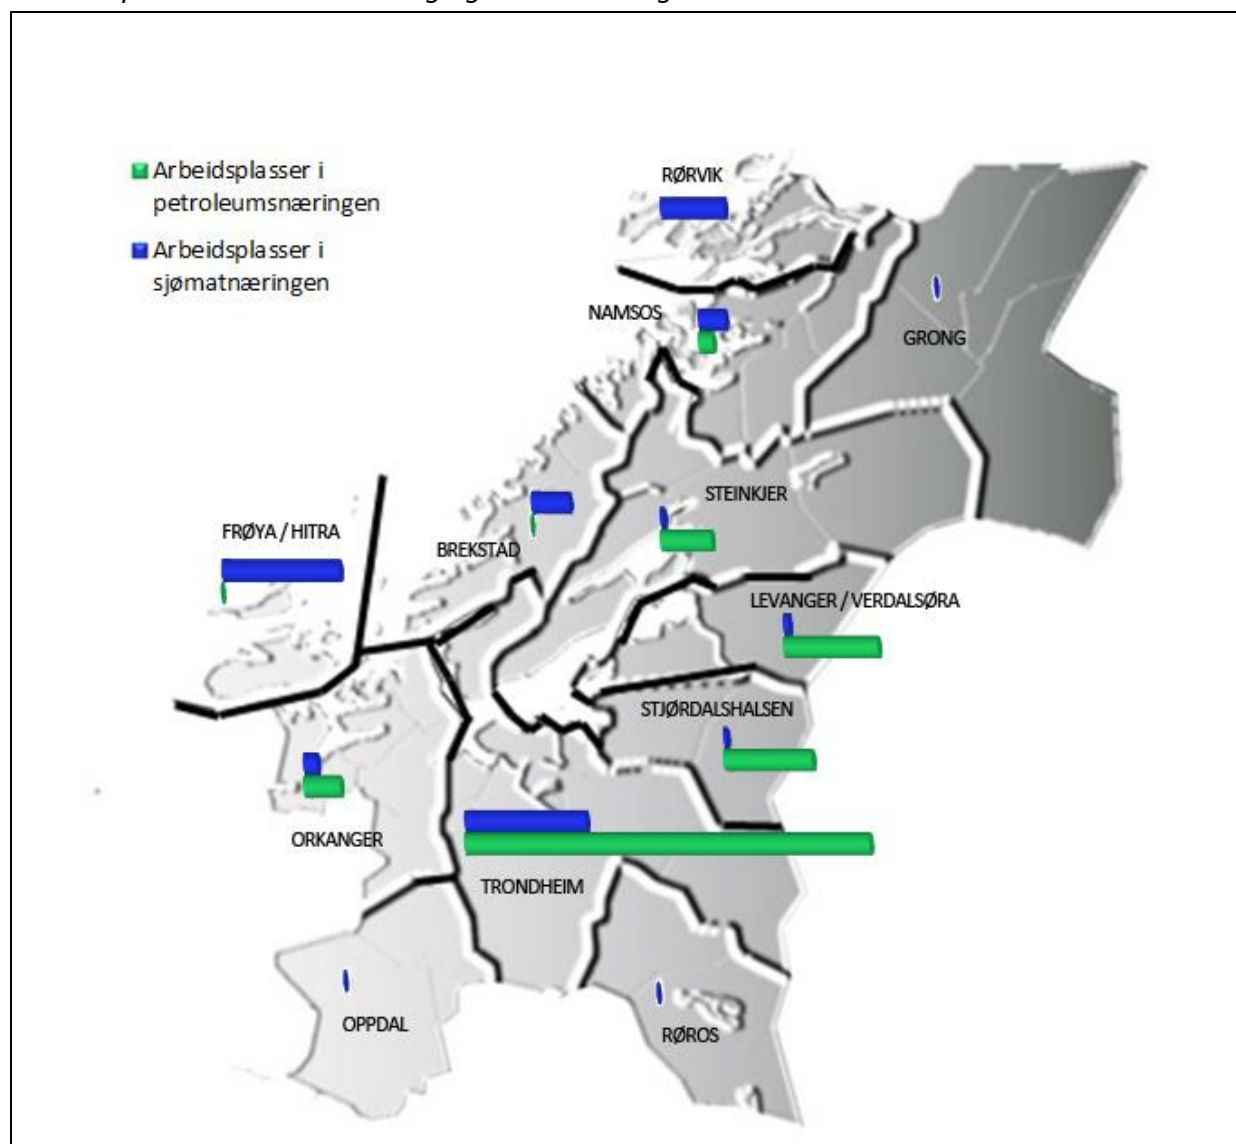 Arbeidsplasser i
petroleumsnæringen
Arbeidsplasser i
sjømatnæringen
RØRVIK
NAMSOS
GRONG
STEINKJER
FRØYA / HITRA
BREKSTAD
LEVANGER / VERDALSØRA
STJØRDALSHALSEN
ORKANGER
TRONDHEIM
OPPDAL
RØROS